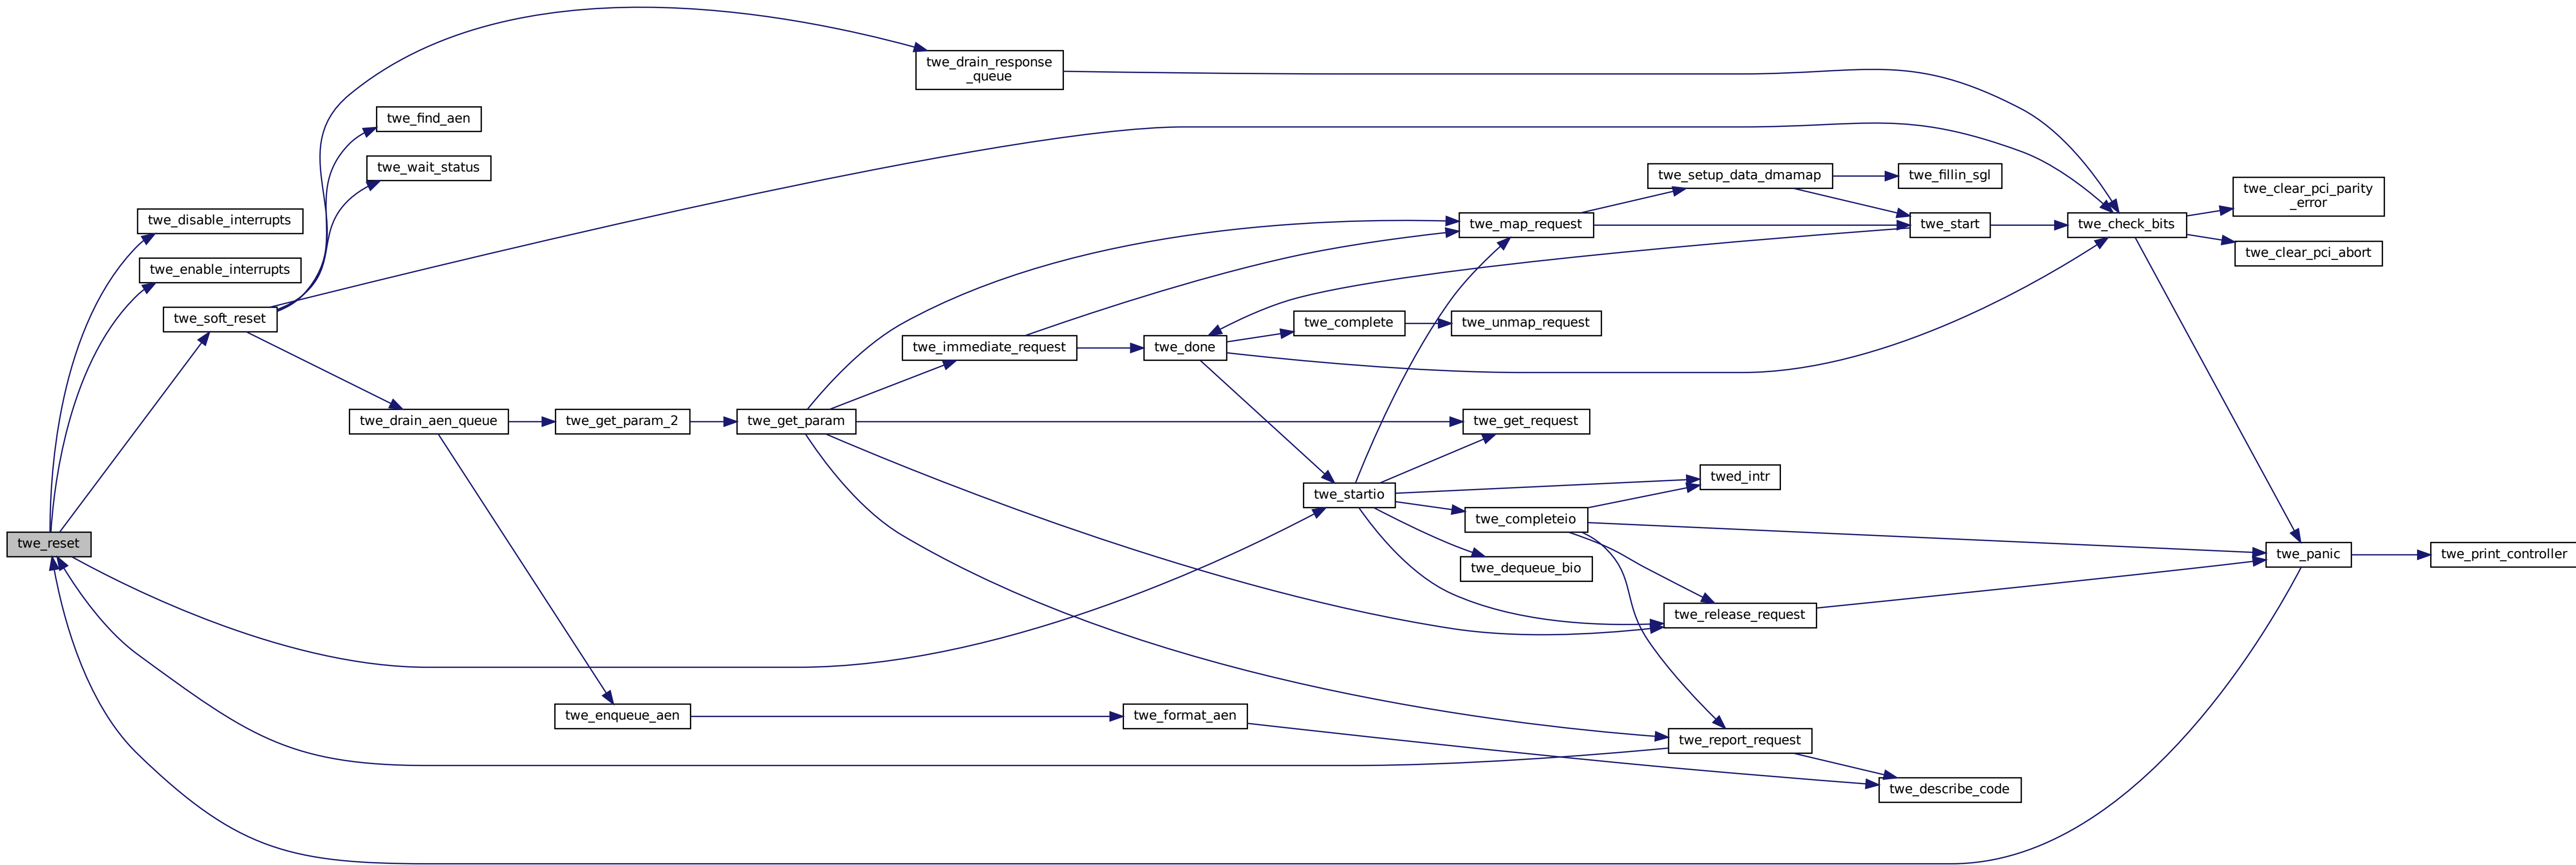 twe_drain_response
_queue
twe_find_aen
twe_wait_status
twe_setup_data_dmamap
twe_fillin_sgl
twe_clear_pci_parity
_error
twe_disable_interrupts
twe_map_request
twe_start
twe_check_bits
twe_clear_pci_abort
twe_enable_interrupts
twe_soft_reset
twe_complete
twe_unmap_request
twe_immediate_request
twe_done
twe_drain_aen_queue
twe_get_param_2
twe_get_param
twe_get_request
twed_intr
twe_startio
twe_completeio
twe_reset
twe_panic
twe_print_controller
twe_dequeue_bio
twe_release_request
twe_enqueue_aen
twe_format_aen
twe_report_request
twe_describe_code